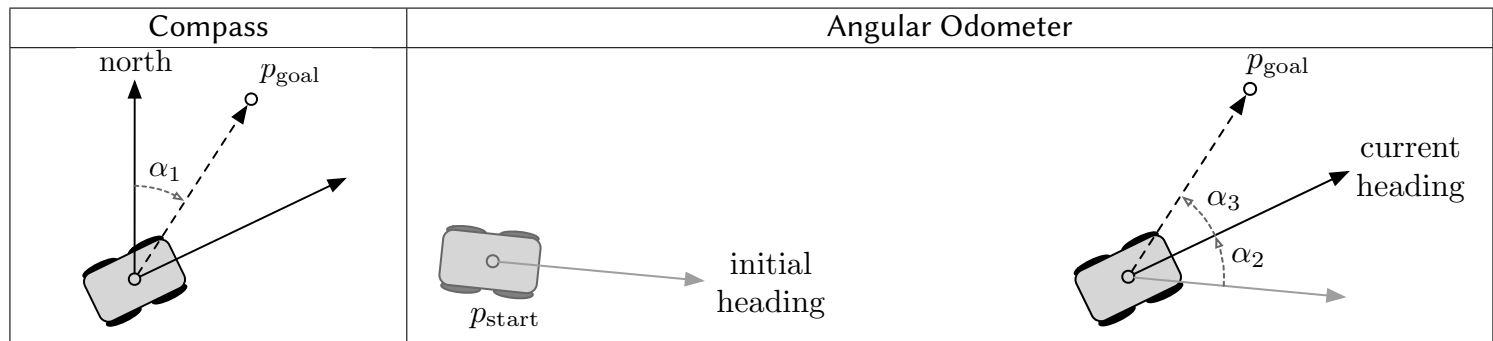 Compass
Angular Odometer
north
p_goal
α_1
p_start
initial
heading
p_goal
current
heading
α_3
α_2